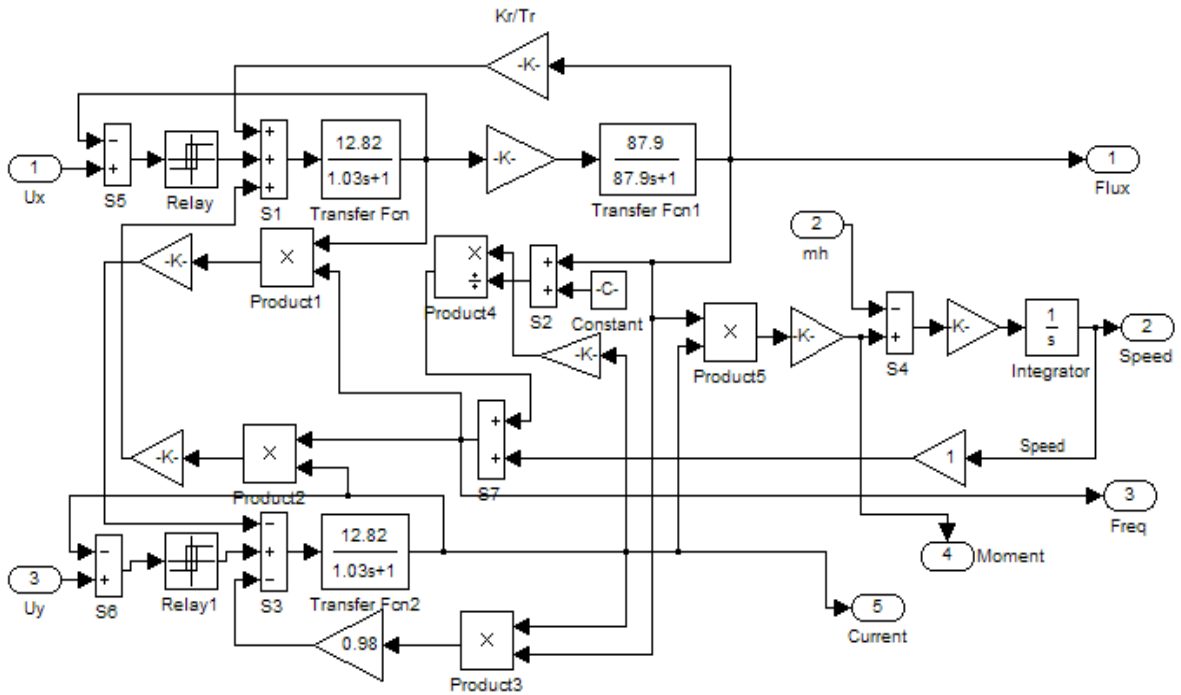 Kr/Tr
-K-
1
Ux
−
+
S5
Relay
+
+
+
S1
12.82
1.03s+1
Transfer Fcn
-K-
87.9
87.9s+1
Transfer Fcn1
1
Flux
-K-
×
Product1
×
÷
Product4
+
+
S2
-C-
Constant
2
mh
-K-
×
Product5
-K-
−
+
S4
-K-
1
s
Integrator
2
Speed
-K-
×
Product2
+
+
S7
1
Speed
3
Freq
3
Uy
−
+
S6
Relay1
−
+
−
S3
12.82
1.03s+1
Transfer Fcn2
4
Moment
5
Current
0.98
×
Product3